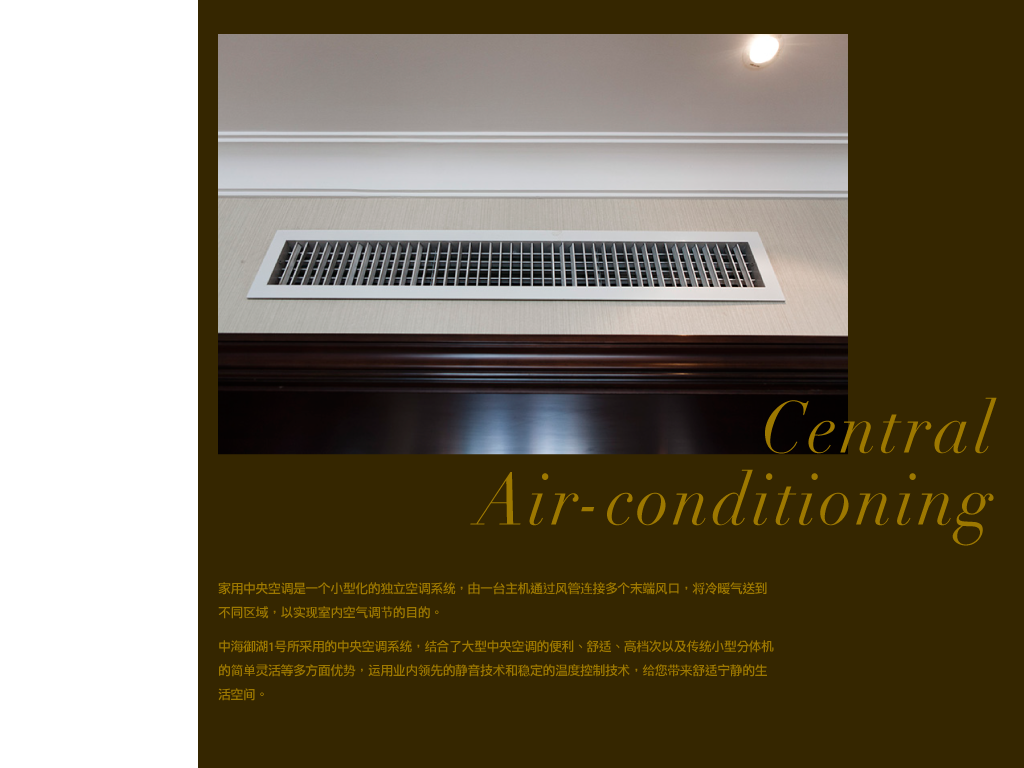 Central
Air-conditioning
家用中央空调是一个小型化的独立空调系统，由一台主机通过风管连接多个末端风口，将冷暖气送到
不同区域，以实现室内空气调节的目的。
中海御湖1号所采用的中央空调系统，结合了大型中央空调的便利、舒适、高档次以及传统小型分体机
的简单灵活等多方面优势，运用业内领先的静音技术和稳定的温度控制技术，给您带来舒适宁静的生
活空间。